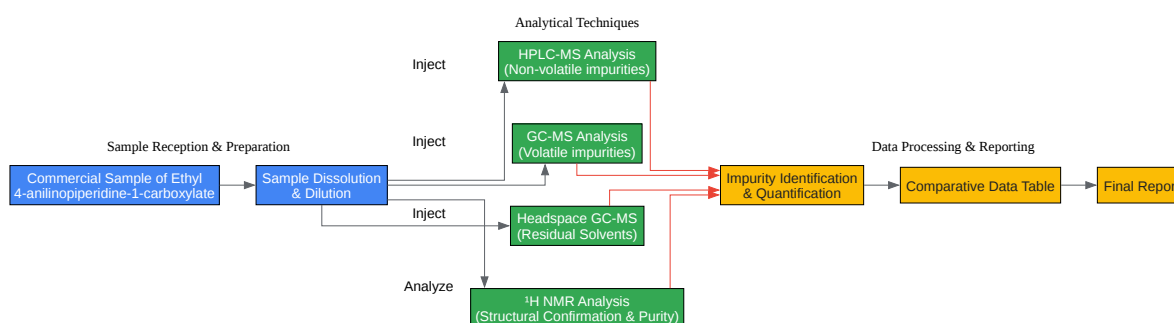 Analytical Techniques
Inject
HPLC-MS Analysis
(Non-volatile impurities)
Inject
GC-MS Analysis
(Volatile impurities)
Sample Reception & Preparation
Data Processing & Reporting
Commercial Sample of Ethyl
4-anilinopiperidine-1-carboxylate
Sample Dissolution
& Dilution
Impurity Identification
& Quantification
Comparative Data Table
Final Report
Inject
Headspace GC-MS
(Residual Solvents)
Analyze
¹H NMR Analysis
(Structural Confirmation & Purity)